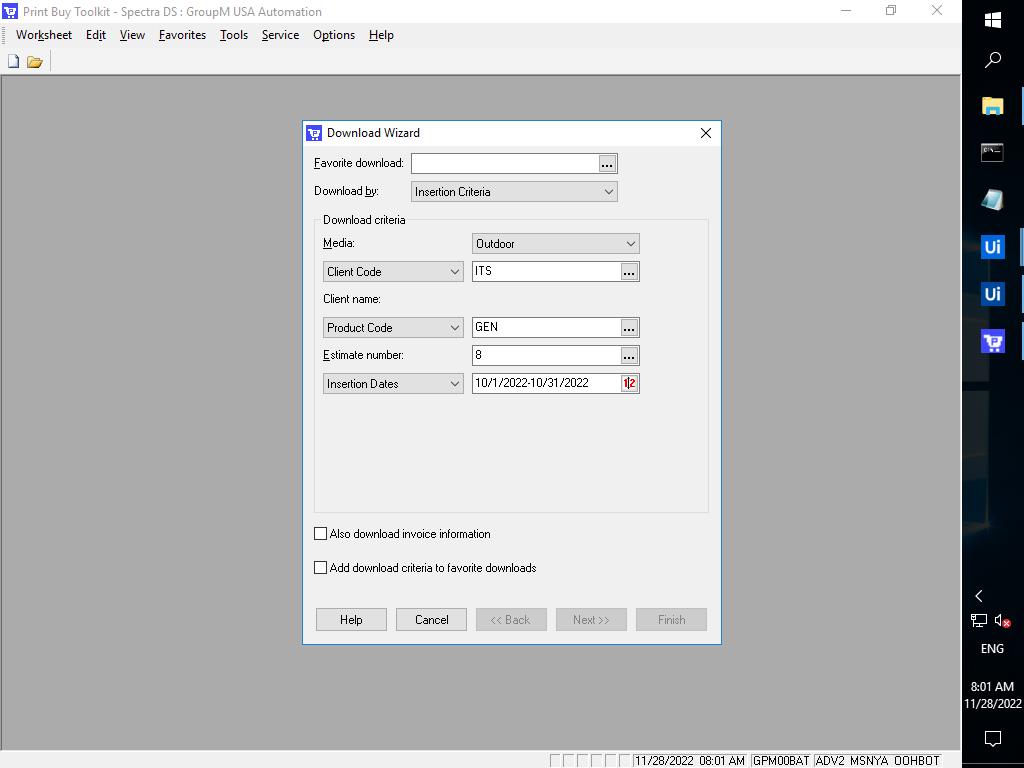 Print Buy Toolkit - Spectra DS : GroupM USA Automation
Worksheet Edit View Favorites Tools Service Options Help
Download Wizard
Favorite download: ...
Download by: Insertion Criteria
Download criteria
Media: Outdoor
Client Code ITS ...
Client name:
Product Code GEN ...
Estimate number: 8 ...
Insertion Dates 10/1/2022-10/31/2022 12
Also download invoice information
Add download criteria to favorite downloads
Help Cancel << Back Next >> Finish
Ui
Ui
ENG
8:01 AM
11/28/2022
11/28/2022 08:01 AM GPM00BAT ADV2 MSNYA OOHBOT